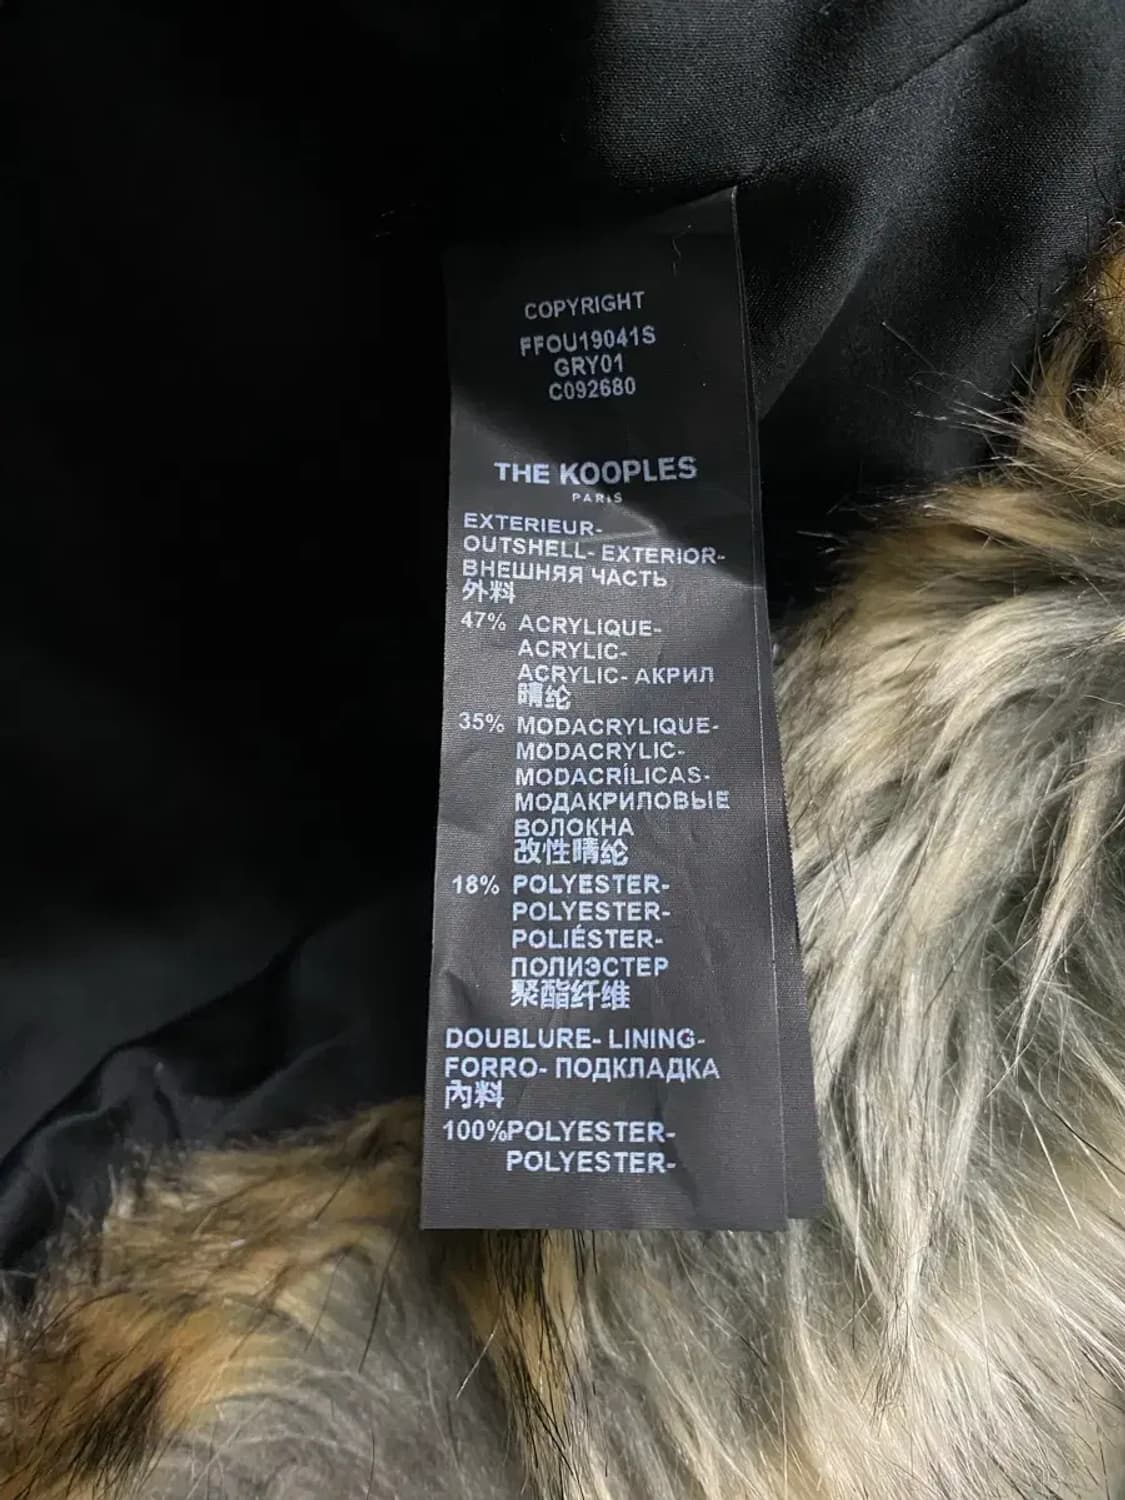 COPYRIGHT
FFOU19041S
GRY01
C092680
THE KOOPLES
PARIS
EXTERIEUR-
OUTSHELL- EXTERIOR-
ВНЕШНЯЯ ЧАСТЬ
外料
47% ACRYLIQUE-
ACRYLIC-
ACRYLIC- АКРИЛ
晴纶
35% MODACRYLIQUE-
MODACRYLIC-
MODACRÍLICAS-
МОДАКРИЛОВЫЕ
ВОЛОКНА
改性晴纶
18% POLYESTER-
POLYESTER-
POLIÉSTER-
ПОЛИЭСТЕР
聚酯纤维
DOUBLURE- LINING-
FORRO- ПОДКЛАДКА
内料
100%POLYESTER-
POLYESTER-